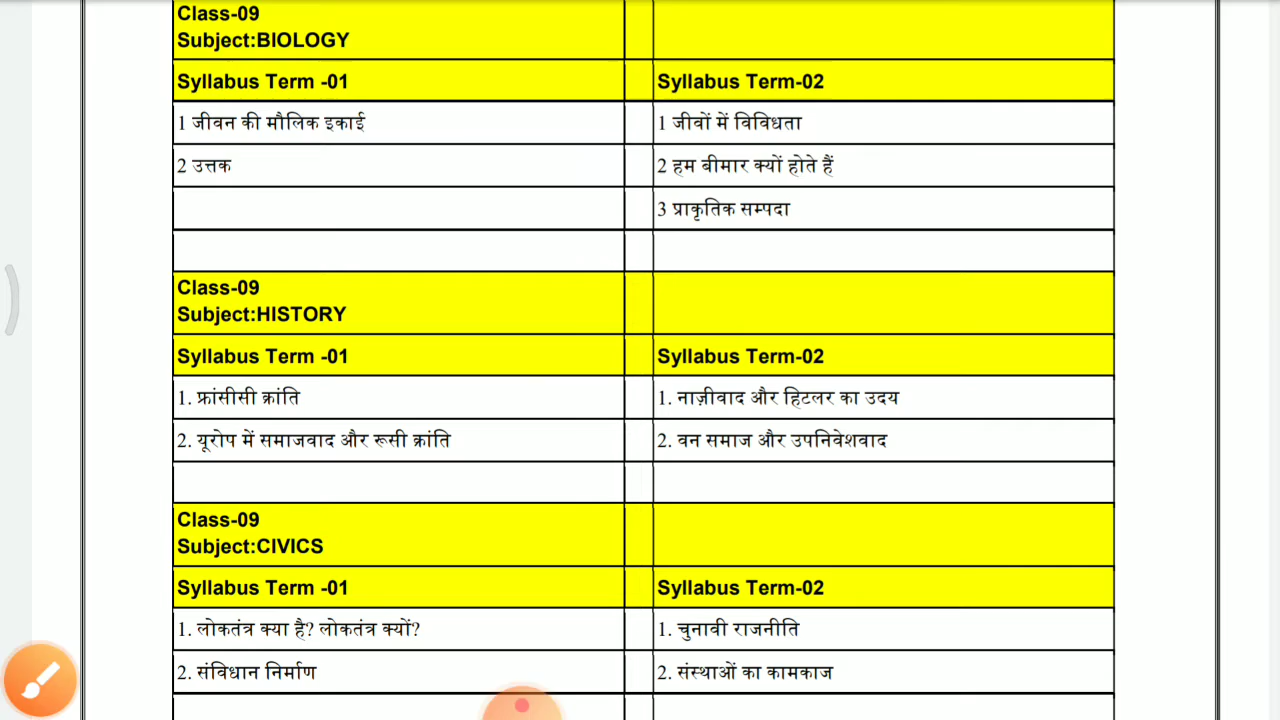 Class-09
Subject:BIOLOGY
Syllabus Term -01
Syllabus Term-02
1 जीवन की मौलिक इकाई
1 जीवों में विविधता
2 उत्तक
2 हम बीमार क्यों होते हैं
3 प्राकृतिक सम्पदा
Class-09
Subject:HISTORY
Syllabus Term -01
Syllabus Term-02
1. फ्रांसीसी क्रांति
1. नाज़ीवाद और हिटलर का उदय
2. यूरोप में समाजवाद और रूसी क्रांति
2. वन समाज और उपनिवेशवाद
Class-09
Subject:CIVICS
Syllabus Term -01
Syllabus Term-02
1. लोकतंत्र क्या है? लोकतंत्र क्यों?
1. चुनावी राजनीति
2. संविधान निर्माण
2. संस्थाओं का कामकाज